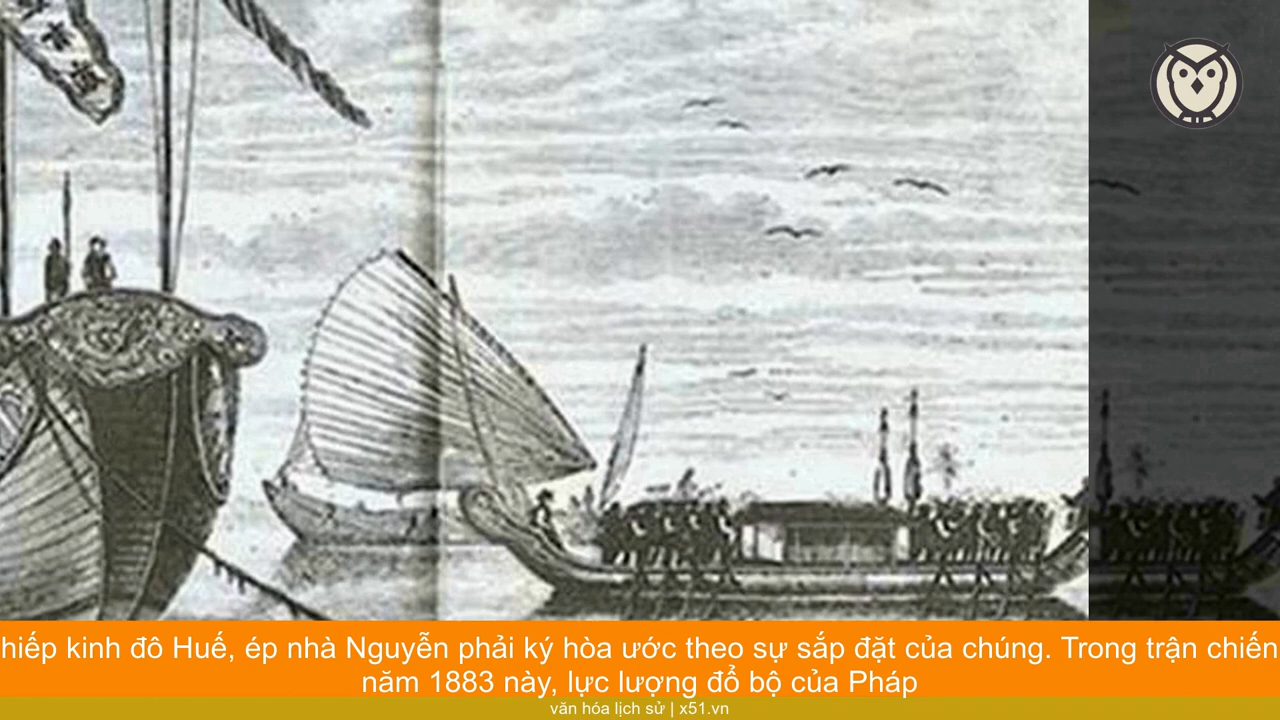 hiếp kinh đô Huế, ép nhà Nguyễn phải ký hòa ước theo sự sắp đặt của chúng. Trong trận chiến
năm 1883 này, lực lượng đổ bộ của Pháp
văn hóa lịch sử | x51.vn